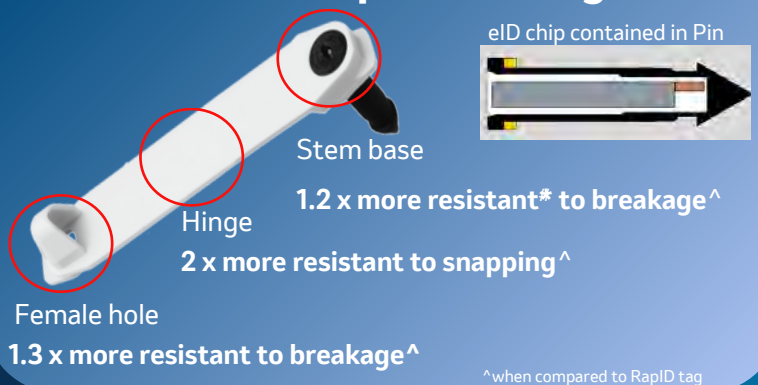 eID chip contained in Pin
Stem base
1.2 x more resistant* to breakage^
Hinge
2 x more resistant to snapping^
Female hole
1.3 x more resistant to breakage^
^when compared to RapID tag